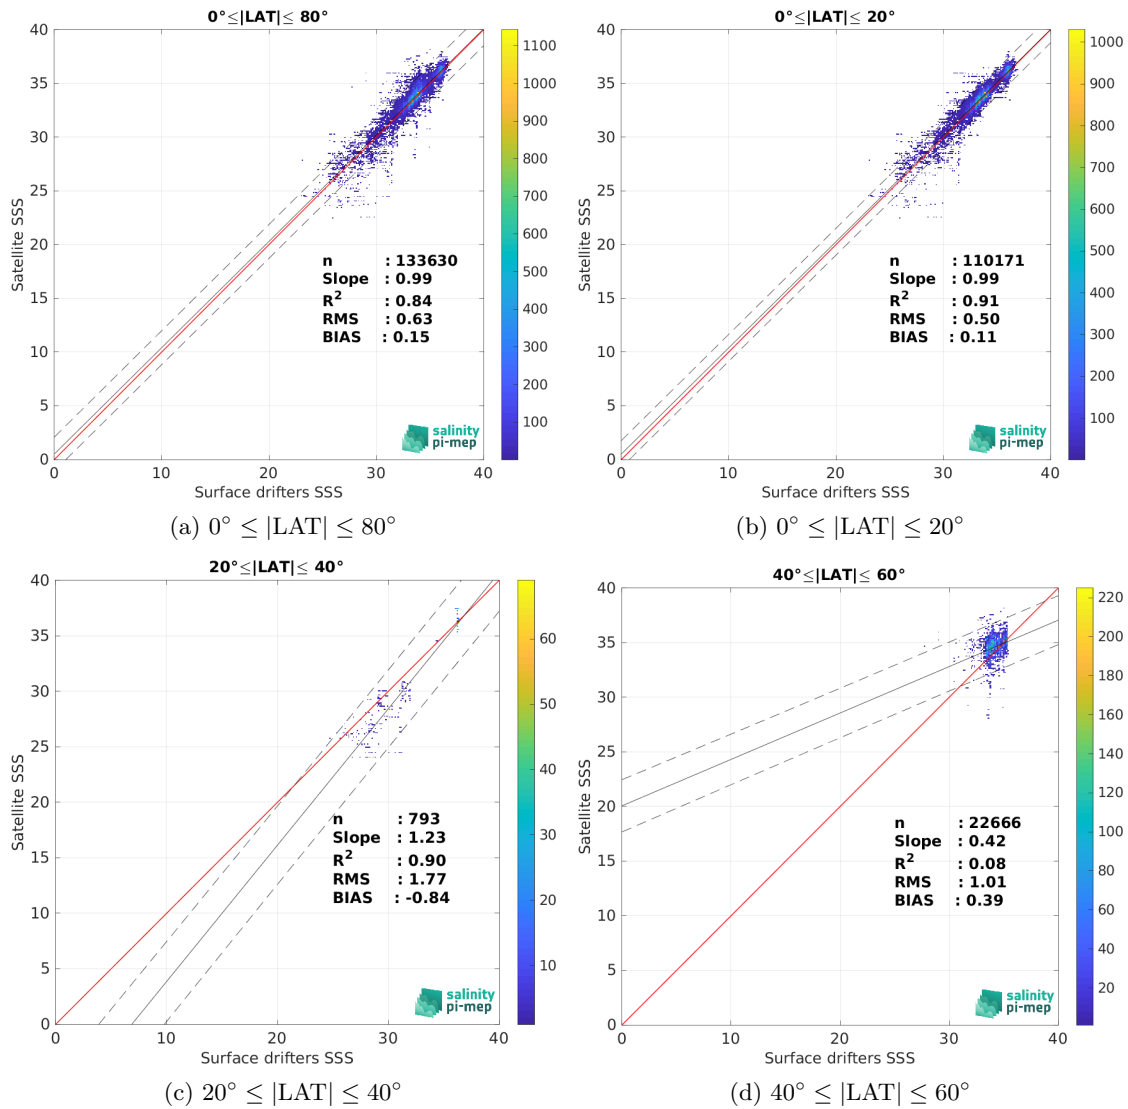 0°≤|LAT|≤ 80°
40
35
30
25
20
15
10
5
0
Satellite SSS
n : 133630
Slope : 0.99
R² : 0.84
RMS : 0.63
BIAS : 0.15
salinity
pi-mep
0 10 20 30 40
Surface drifters SSS
1100
1000
900
800
700
600
500
400
300
200
100
(a) 0° ≤ |LAT| ≤ 80°
0°≤|LAT|≤ 20°
40
35
30
25
20
15
10
5
0
Satellite SSS
n : 110171
Slope : 0.99
R² : 0.91
RMS : 0.50
BIAS : 0.11
salinity
pi-mep
0 10 20 30 40
Surface drifters SSS
1000
900
800
700
600
500
400
300
200
100
(b) 0° ≤ |LAT| ≤ 20°
20°≤|LAT|≤ 40°
40
35
30
25
20
15
10
5
0
Satellite SSS
n : 793
Slope : 1.23
R² : 0.90
RMS : 1.77
BIAS : -0.84
salinity
pi-mep
0 10 20 30 40
Surface drifters SSS
60
50
40
30
20
10
(c) 20° ≤ |LAT| ≤ 40°
40°≤|LAT|≤ 60°
40
35
30
25
20
15
10
5
0
Satellite SSS
n : 22666
Slope : 0.42
R² : 0.08
RMS : 1.01
BIAS : 0.39
salinity
pi-mep
0 10 20 30 40
Surface drifters SSS
220
200
180
160
140
120
100
80
60
40
20
(d) 40° ≤ |LAT| ≤ 60°